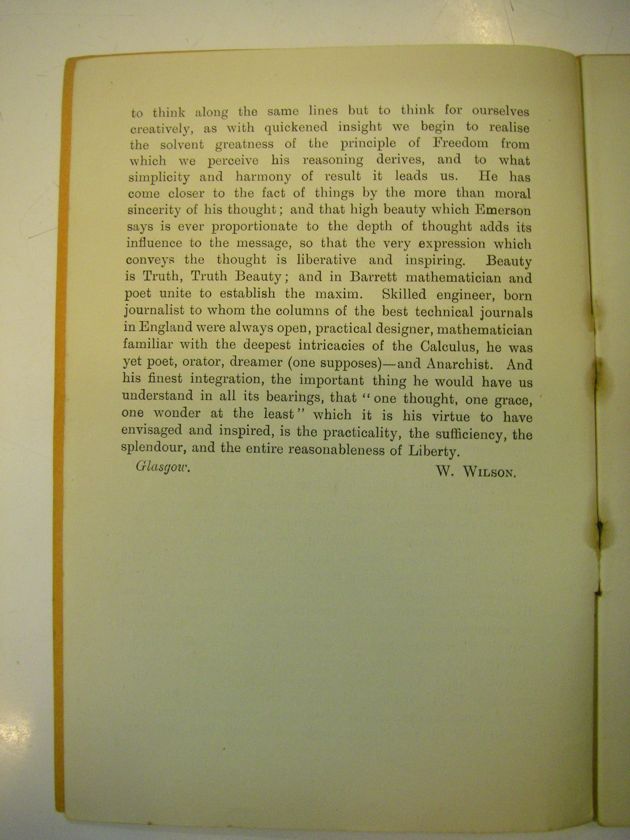 to think along the same lines but to think for ourselves
creatively, as with quickened insight we begin to realise
the solvent greatness of the principle of Freedom from
which we perceive his reasoning derives, and to what
simplicity and harmony of result it leads us. He has
come closer to the fact of things by the more than moral
sincerity of his thought; and that high beauty which Emerson
says is ever proportionate to the depth of thought adds its
influence to the message, so that the very expression which
conveys the thought is liberative and inspiring. Beauty
is Truth, Truth Beauty; and in Barrett mathematician and
poet unite to establish the maxim. Skilled engineer, born
journalist to whom the columns of the best technical journals
in England were always open, practical designer, mathematician
familiar with the deepest intricacies of the Calculus, he was
yet poet, orator, dreamer (one supposes)—and Anarchist. And
his finest integration, the important thing he would have us
understand in all its bearings, that "one thought, one grace,
one wonder at the least" which it is his virtue to have
envisaged and inspired, is the practicality, the sufficiency, the
splendour, and the entire reasonableness of Liberty.
Glasgow. W. WILSON.